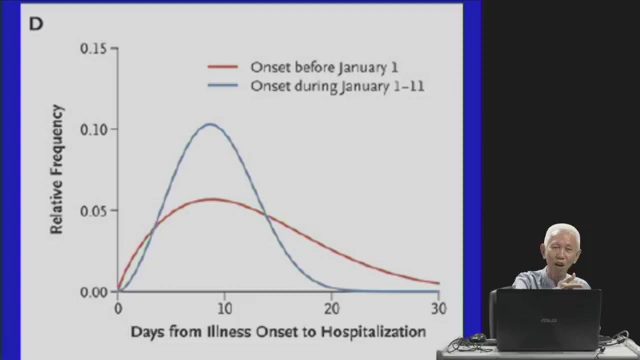 D
0.15
Onset before January 1
Onset during January 1–11
0.10
Relative Frequency
0.05
0.00
0
10
20
30
Days from Illness Onset to Hospitalization
ASUS